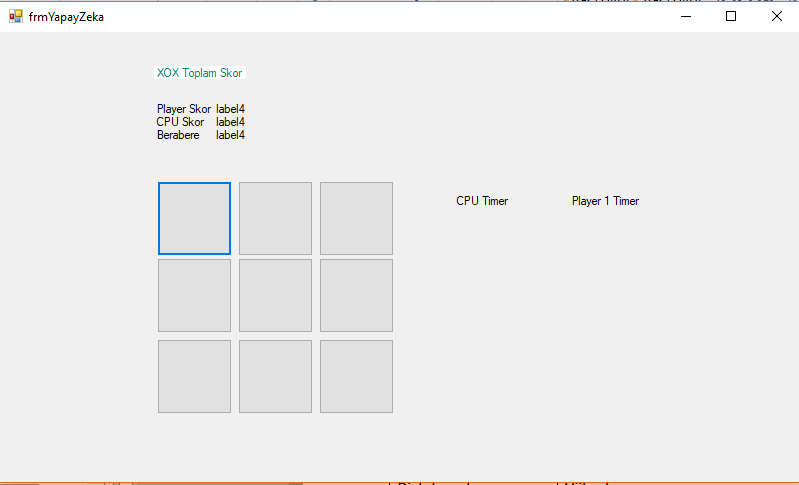 frmYapayZeka
XOX Toplam Skor
Player Skor label4
CPU Skor label4
Berabere label4
CPU Timer Player 1 Timer